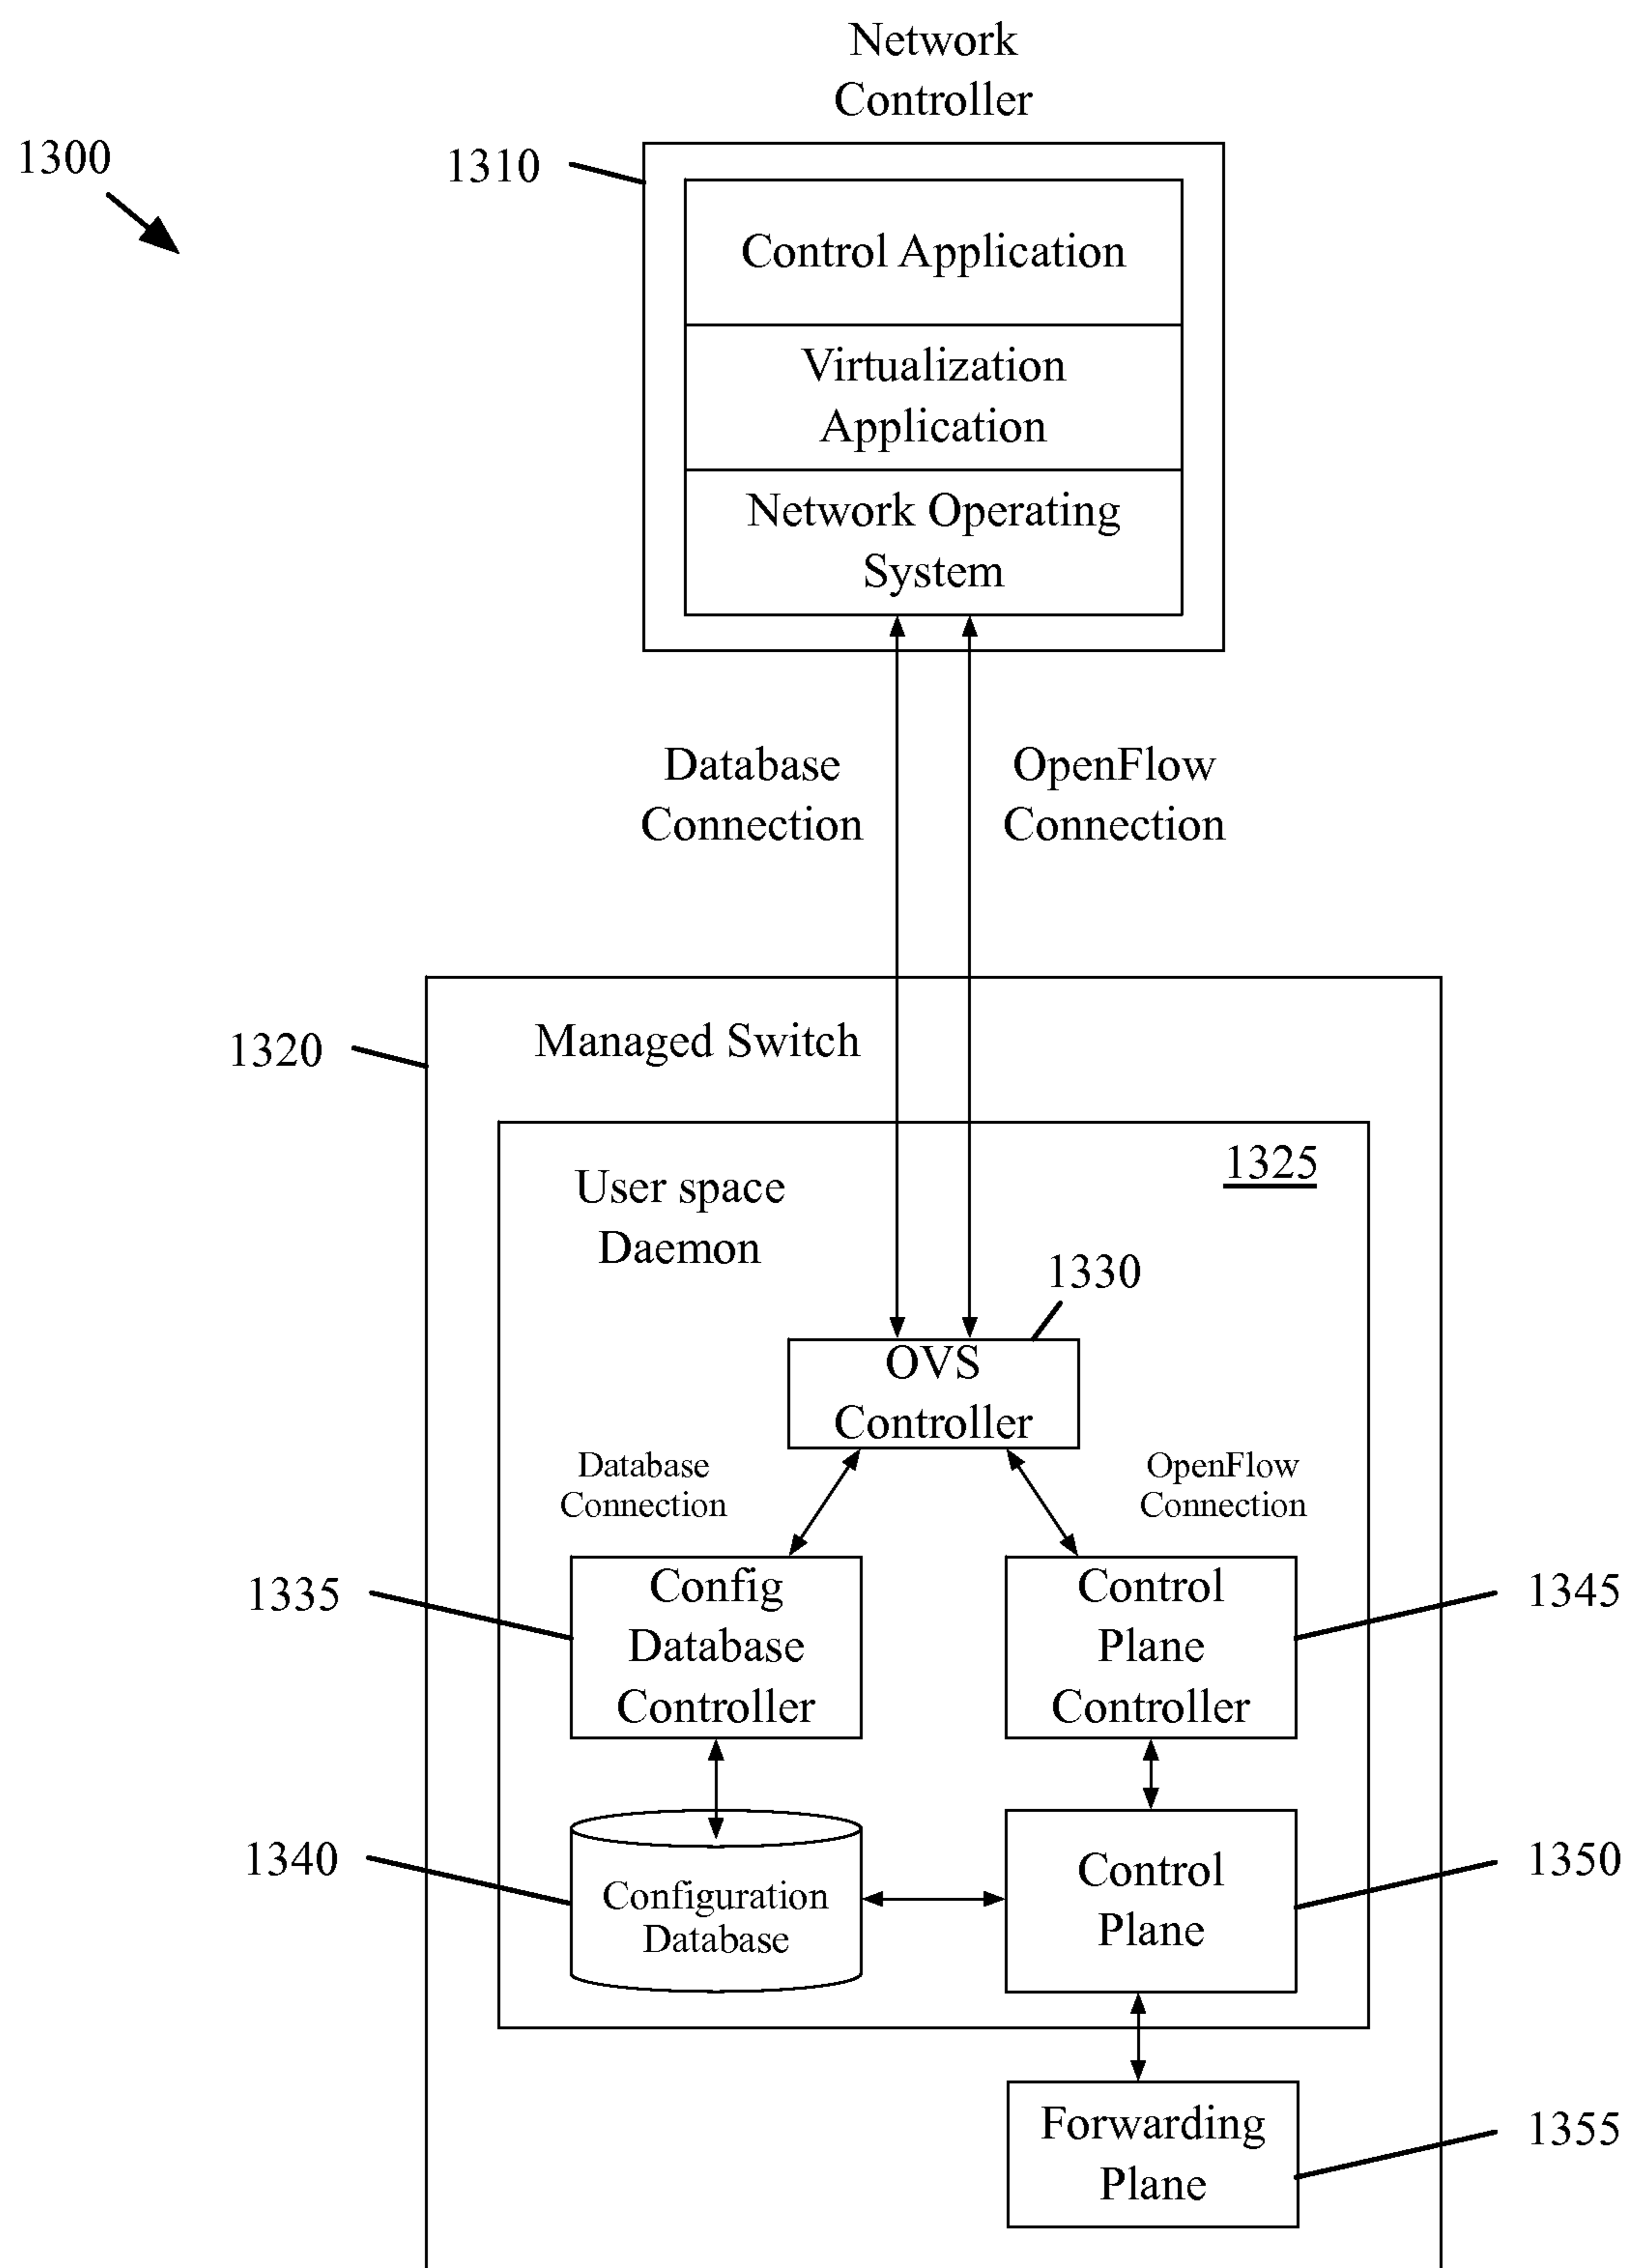 Network
Controller
1300
1310
Control Application
Virtualization
Application
Network Operating
System
Database
Connection
OpenFlow
Connection
1320
Managed Switch
1325
User space
Daemon
1330
OVS
Controller
Database
Connection
OpenFlow
Connection
1335
Config
Database
Controller
Control
Plane
Controller
1345
1340
Configuration
Database
Control
Plane
1350
Forwarding
Plane
1355